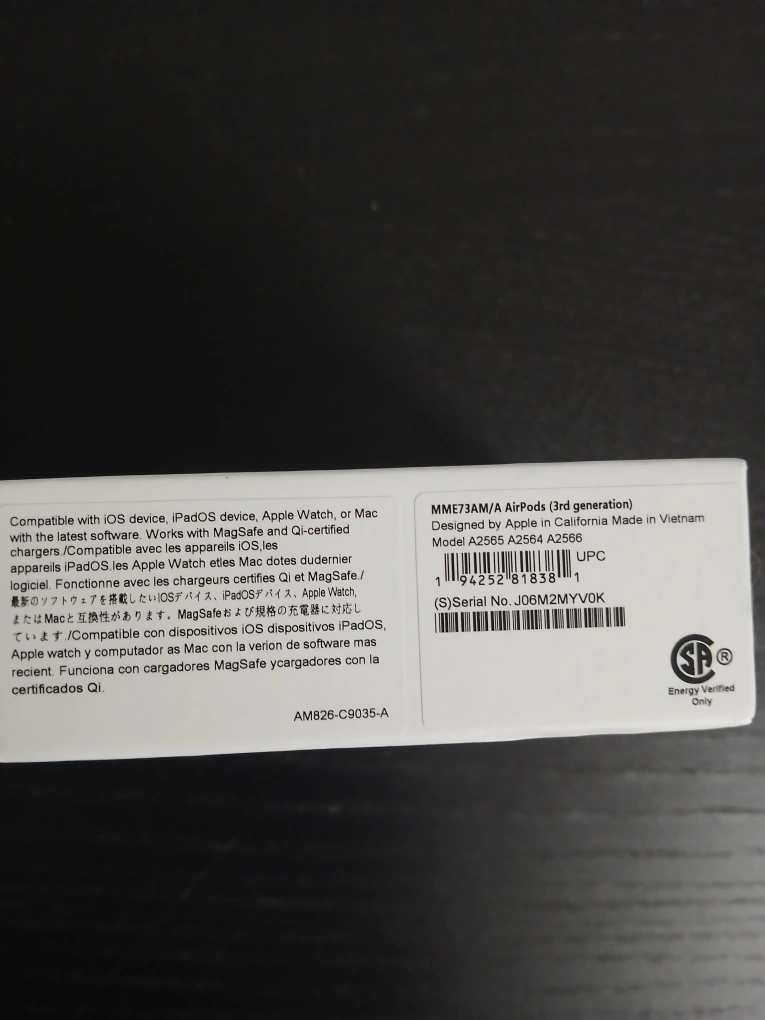 Compatible with iOS device, iPadOS device, Apple Watch, or Mac
with the latest software. Works with MagSafe and Qi-certified
chargers./Compatible avec les appareils iOS,les
appareils iPadOS.les Apple Watch etles Mac dotes dudernier
logiciel. Fonctionne avec les chargeurs certifies Qi et MagSafe./
最新のソフトウェアを搭載したいIOSデバイス、iPadOSデバイス、Apple Watch,
またはMacと互換性があります。MagSafeおよび規格の充電器に対応し
ています./Compatible con dispositivos iOS dispositivos iPadOS,
Apple watch y computador as Mac con la verion de software mas
recient. Funciona con cargadores MagSafe ycargadores con la
certificados Qi.
AM826-C9035-A
MME73AM/A AirPods (3rd generation)
Designed by Apple in California Made in Vietnam
Model A2565 A2564 A2566
UPC
1 94252 81838 1
(S)Serial No. J06M2MYV0K
SA ®
Energy Verified
Only